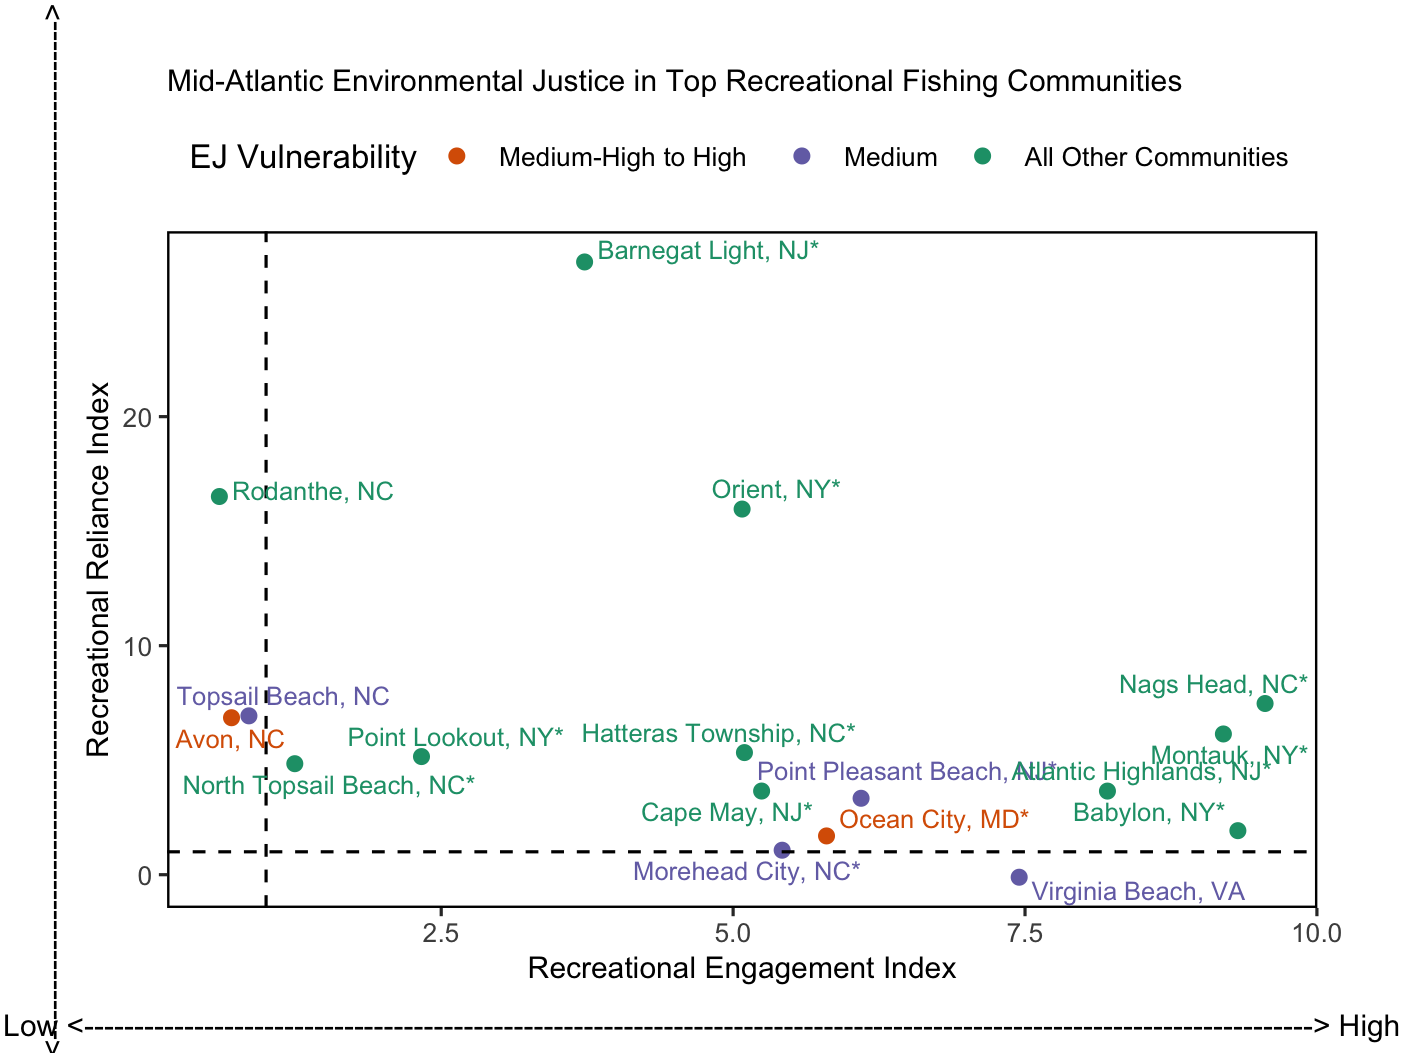 Mid-Atlantic Environmental Justice in Top Recreational Fishing Communities
EJ Vulnerability Medium-High to High Medium All Other Communities
Barnegat Light, NJ*
20
Rodanthe, NC
Orient, NY*
Recreational Reliance Index
10
Nags Head, NC*
Topsail Beach, NC
Avon, NC
Point Lookout, NY*
Hatteras Township, NC*
Montauk, NY*
Point Pleasant Beach, NJ*
Atlantic Highlands, NJ*
North Topsail Beach, NC*
Cape May, NJ*
Babylon, NY*
Ocean City, MD*
Morehead City, NC*
0
Virginia Beach, VA
2.5 5.0 7.5 10.0
Recreational Engagement Index
Low <----------------------------------------------------------------------------------------------------------------> High